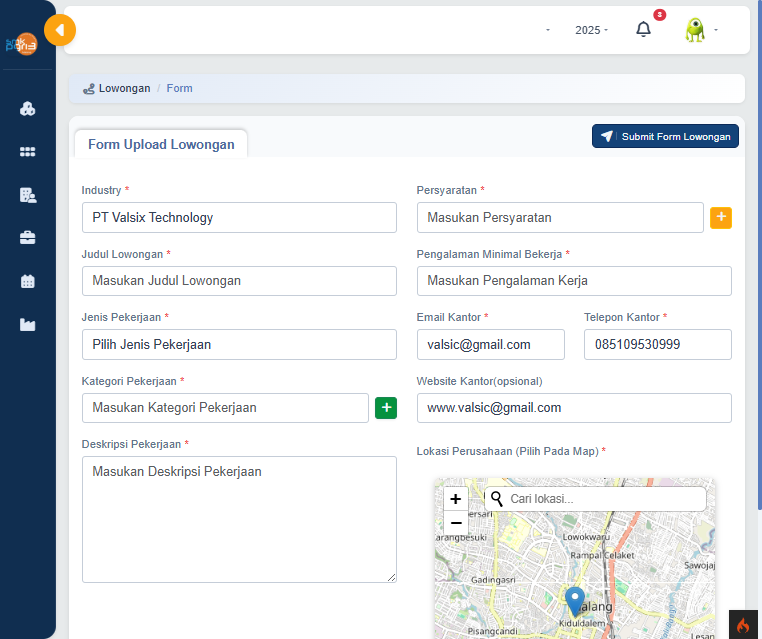 2025
3
Lowongan / Form
Form Upload Lowongan
Submit Form Lowongan
Industry *
PT Valsix Technology
Persyaratan *
Masukan Persyaratan
+
Judul Lowongan *
Masukan Judul Lowongan
Pengalaman Minimal Bekerja *
Masukan Pengalaman Kerja
Jenis Pekerjaan *
Pilih Jenis Pekerjaan
Email Kantor *
valsic@gmail.com
Telepon Kantor *
085109530999
Kategori Pekerjaan *
Masukan Kategori Pekerjaan
+
Website Kantor(opsional)
www.valsic@gmail.com
Deskripsi Pekerjaan *
Masukan Deskripsi Pekerjaan
Lokasi Perusahaan (Pilih Pada Map) *
+
−
Cari lokasi...
ersari
arangbesuki
Lowokwaru
Rampal Celaket
Sawojaj
Gadingasri
alang
Kiduldalem
Pisangcandi
Lesan